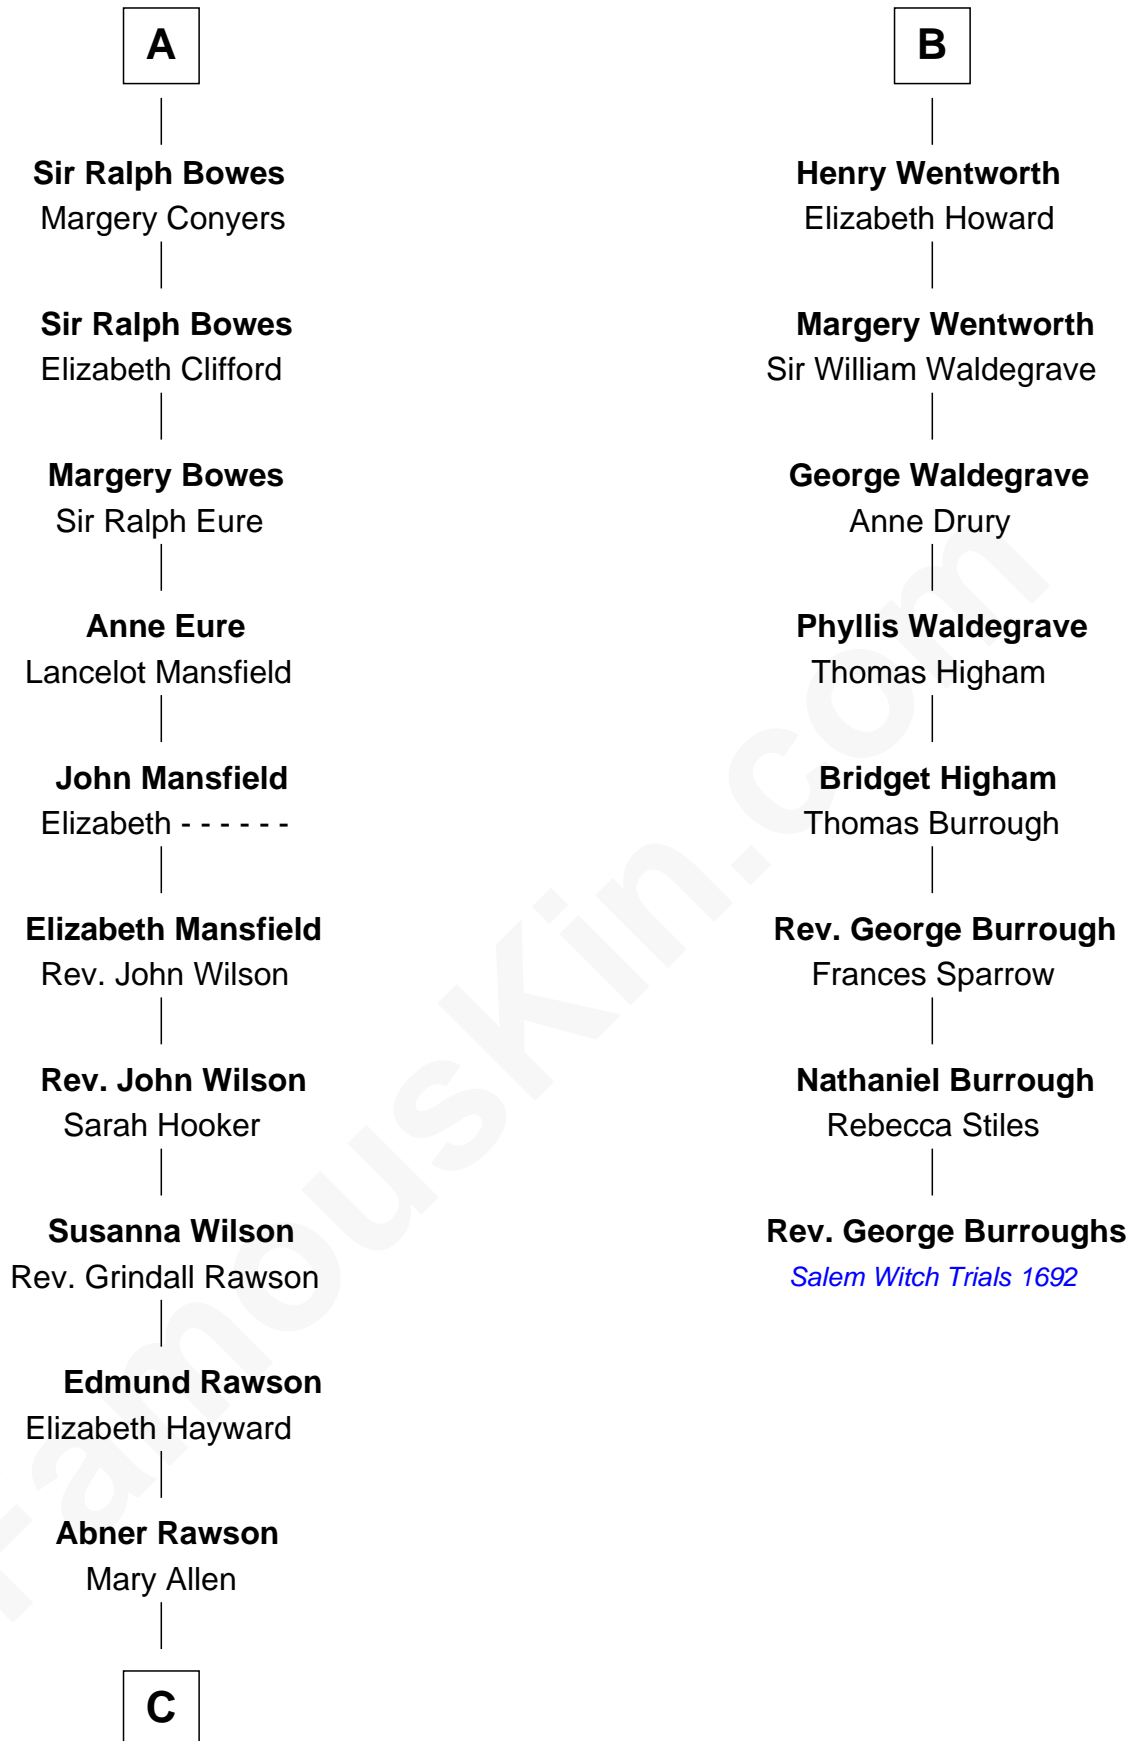 A
Sir Ralph Bowes
Margery Conyers
Sir Ralph Bowes
Elizabeth Clifford
Margery Bowes
Sir Ralph Eure
Anne Eure
Lancelot Mansfield
John Mansfield
Elizabeth - - - - - -
Elizabeth Mansfield
Rev. John Wilson
Rev. John Wilson
Sarah Hooker
Susanna Wilson
Rev. Grindall Rawson
Edmund Rawson
Elizabeth Hayward
Abner Rawson
Mary Allen
C
B
Henry Wentworth
Elizabeth Howard
Margery Wentworth
Sir William Waldegrave
George Waldegrave
Anne Drury
Phyllis Waldegrave
Thomas Higham
Bridget Higham
Thomas Burrough
Rev. George Burrough
Frances Sparrow
Nathaniel Burrough
Rebecca Stiles
Rev. George Burroughs
Salem Witch Trials 1692
FamousKin.com